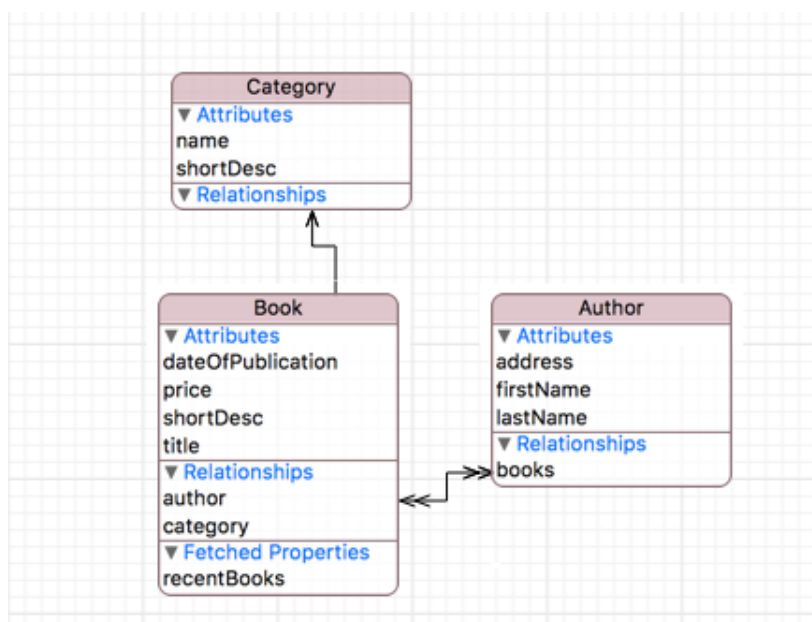 Category
Attributes
name
shortDesc
Relationships
Book
Attributes
dateOfPublication
price
shortDesc
title
Relationships
author
category
Fetched Properties
recentBooks
Author
Attributes
address
firstName
lastName
Relationships
books